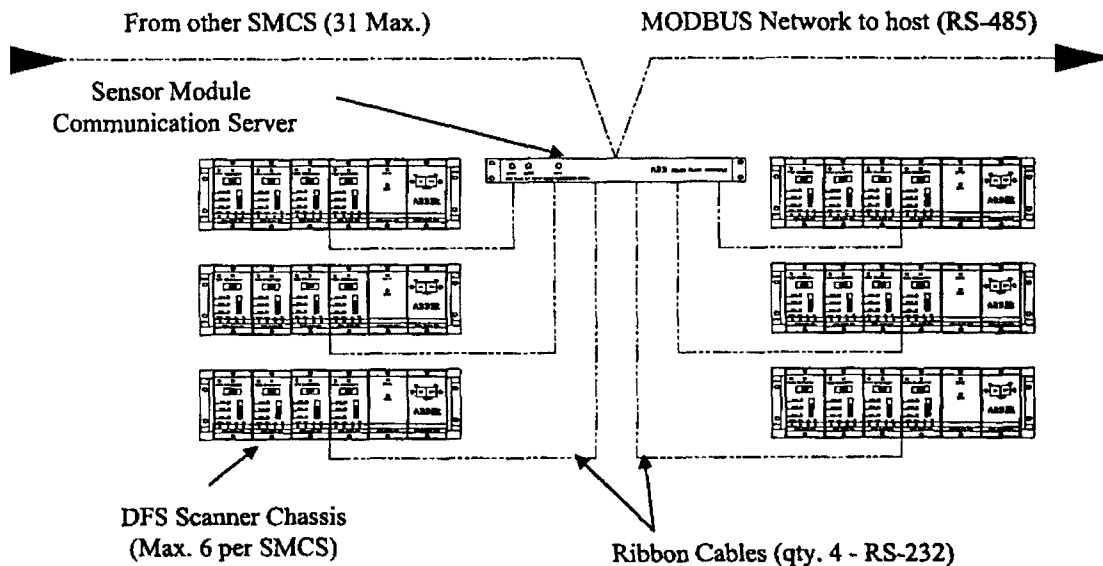 From other SMCS (31 Max.)
MODBUS Network to host (RS-485)
Sensor Module
Communication Server
DFS Scanner Chassis
(Max. 6 per SMCS)
Ribbon Cables (qty. 4 - RS-232)